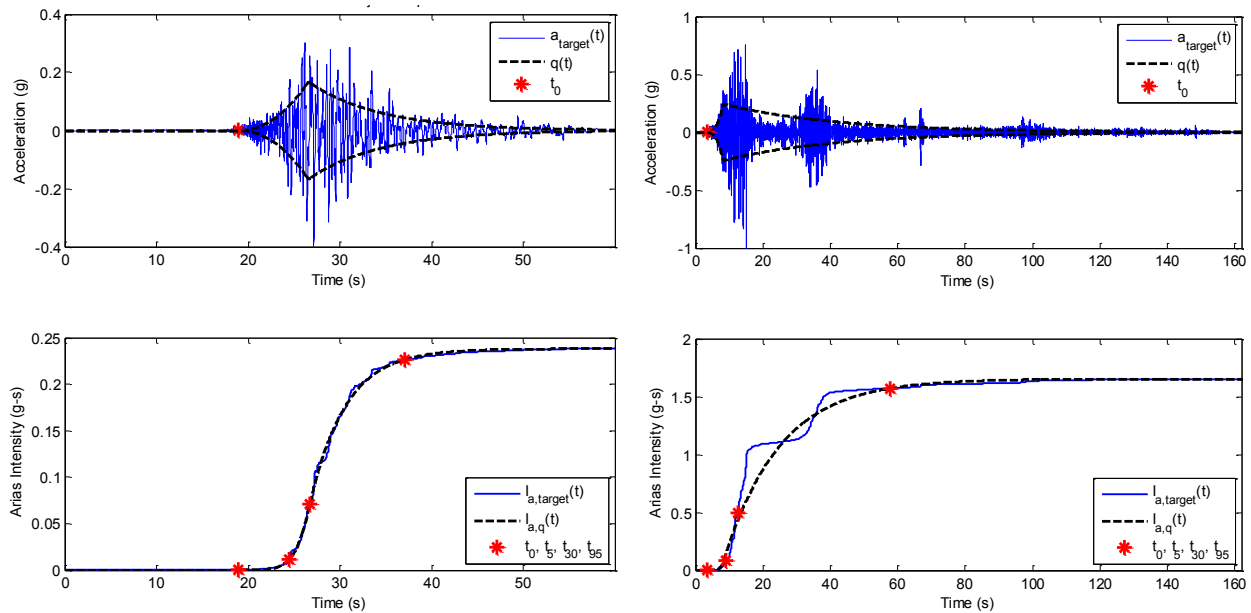 0.4
0.2
0
-0.2
-0.4
Acceleration (g)
a_target(t)
q(t)
t_0
0 10 20 30 40 50
Time (s)
1
0.5
0
-0.5
-1
Acceleration (g)
a_target(t)
q(t)
t_0
0 20 40 60 80 100 120 140 160
Time (s)
0.25
0.2
0.15
0.1
0.05
0
Arias Intensity (g-s)
I_a,target(t)
I_a,q(t)
t_0, t_5, t_30, t_95
0 10 20 30 40 50 60
Time (s)
2
1.5
1
0.5
0
Arias Intensity (g-s)
I_a,target(t)
I_a,q(t)
t_0, t_5, t_30, t_95
0 20 40 60 80 100 120 140 160
Time (s)